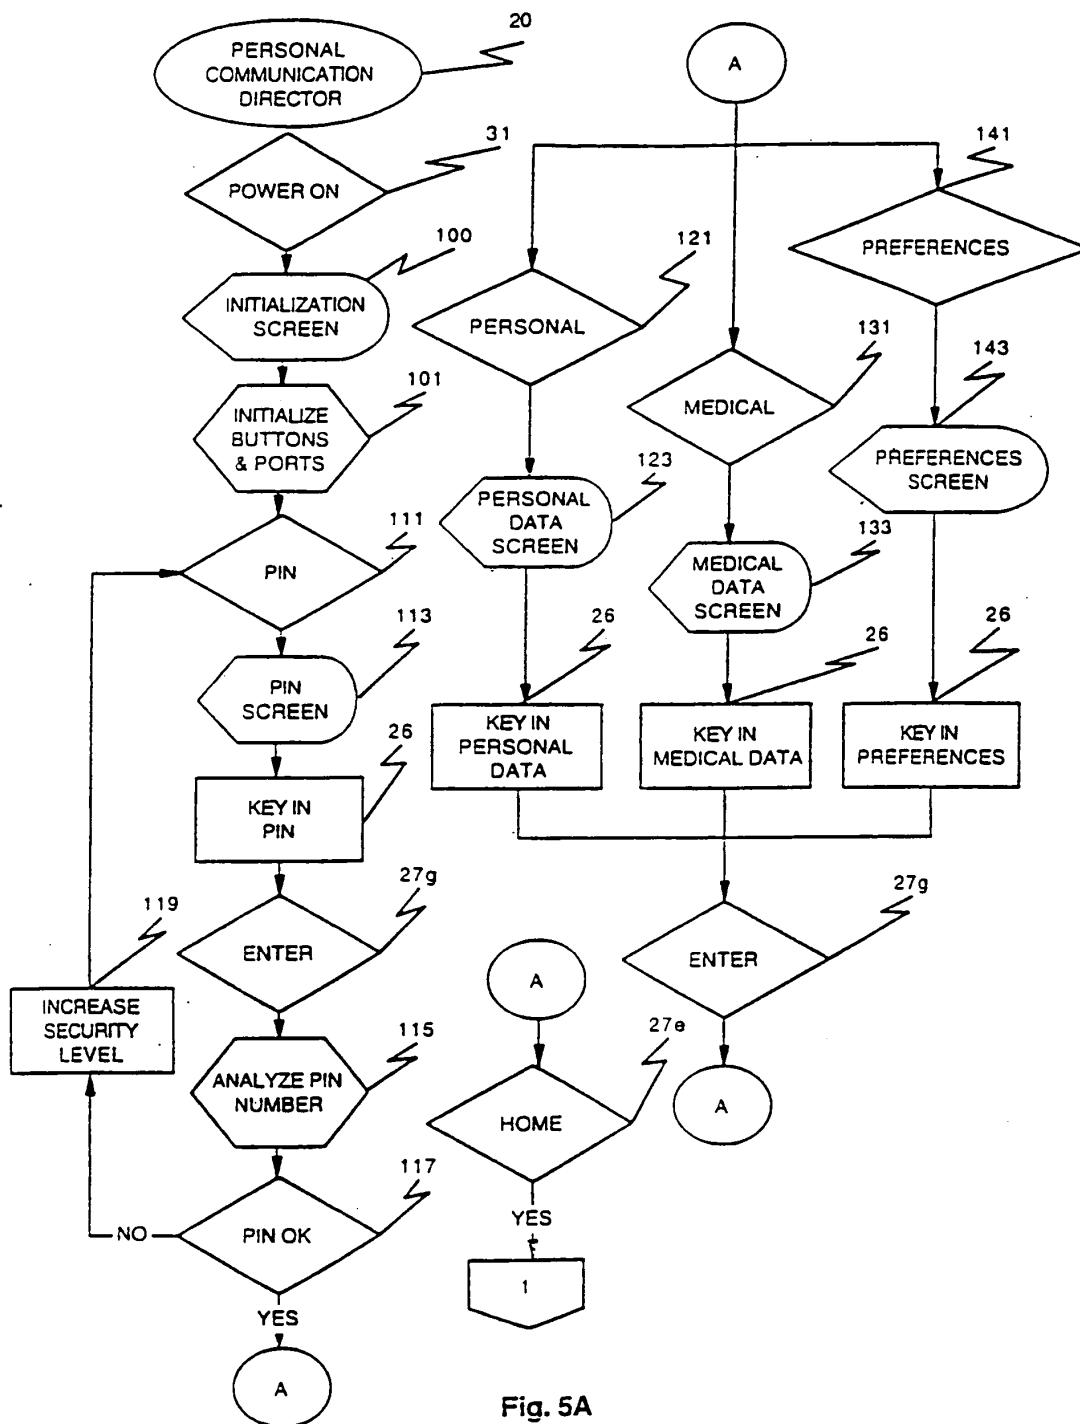 20
PERSONAL
COMMUNICATION
DIRECTOR
31
POWER ON
100
INITIALIZATION
SCREEN
101
INITIALIZE
BUTTONS
& PORTS
111
PIN
113
PIN
SCREEN
26
KEY IN
PIN
27g
ENTER
119
INCREASE
SECURITY
LEVEL
115
ANALYZE PIN
NUMBER
117
PIN OK
NO
YES
A
A
121
PERSONAL
123
PERSONAL
DATA
SCREEN
26
KEY IN
PERSONAL
DATA
131
MEDICAL
133
MEDICAL
DATA
SCREEN
26
KEY IN
MEDICAL DATA
141
PREFERENCES
143
PREFERENCES
SCREEN
26
KEY IN
PREFERENCES
27g
ENTER
A
A
27e
HOME
YES
1
Fig. 5A